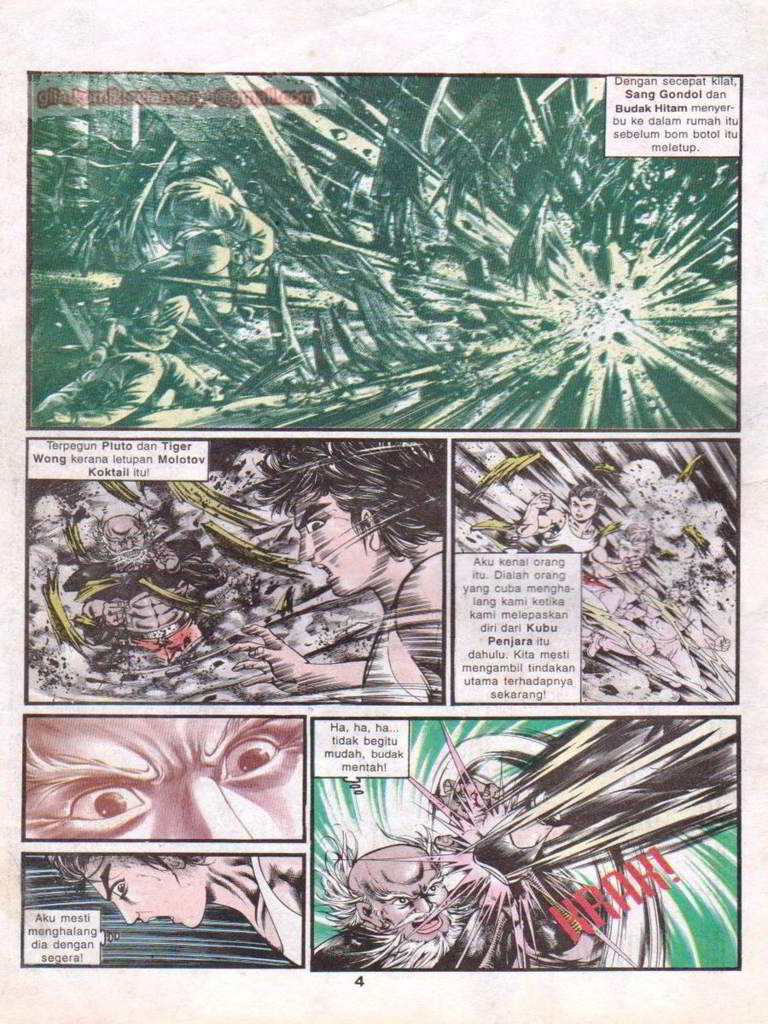 Dengan secepat kilat,
Sang Gondol dan
Budak Hitam menyer-
bu ke dalam rumah itu
sebelum bom botol itu
meletup.
Terpegun Pluto dan Tiger
Wong kerana letupan Molotov
Koktail itu!
Aku kenal orang
itu. Dialah orang
yang cuba mengha-
lang kami ketika
kami melepaskan
diri dari Kubu
Penjara itu
dahulu. Kita mesti
mengambil tindakan
utama terhadapnya
sekarang!
Ha, ha, ha...
tidak begitu
mudah, budak
mentah!
Aku mesti
menghalang
dia dengan
segera!
4